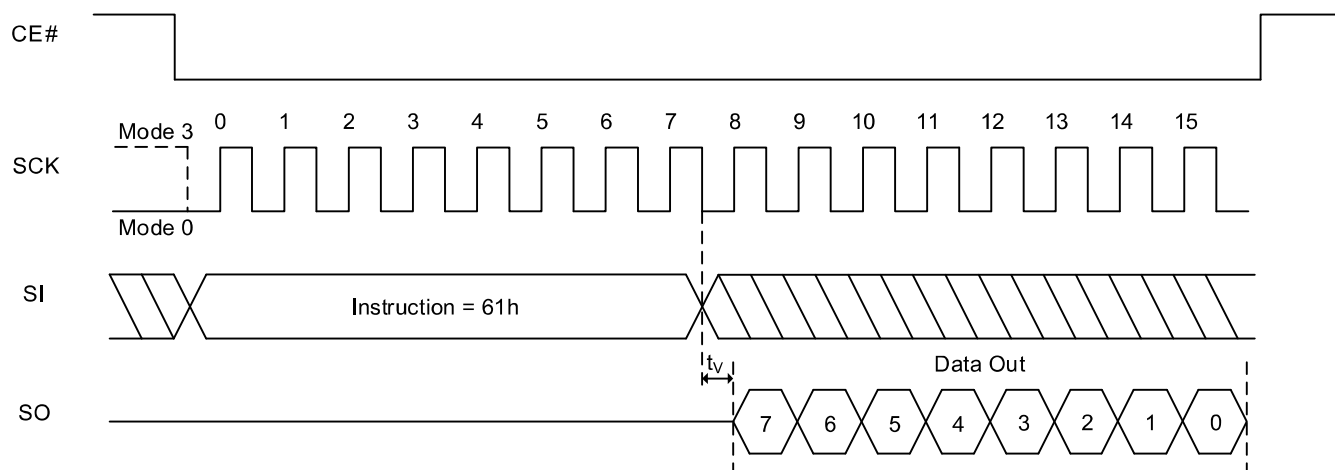 CE#
Mode 3
0 1 2 3 4 5 6 7 8 9 10 11 12 13 14 15
SCK
Mode 0
SI
Instruction = 61h
tV
Data Out
SO
7 6 5 4 3 2 1 0